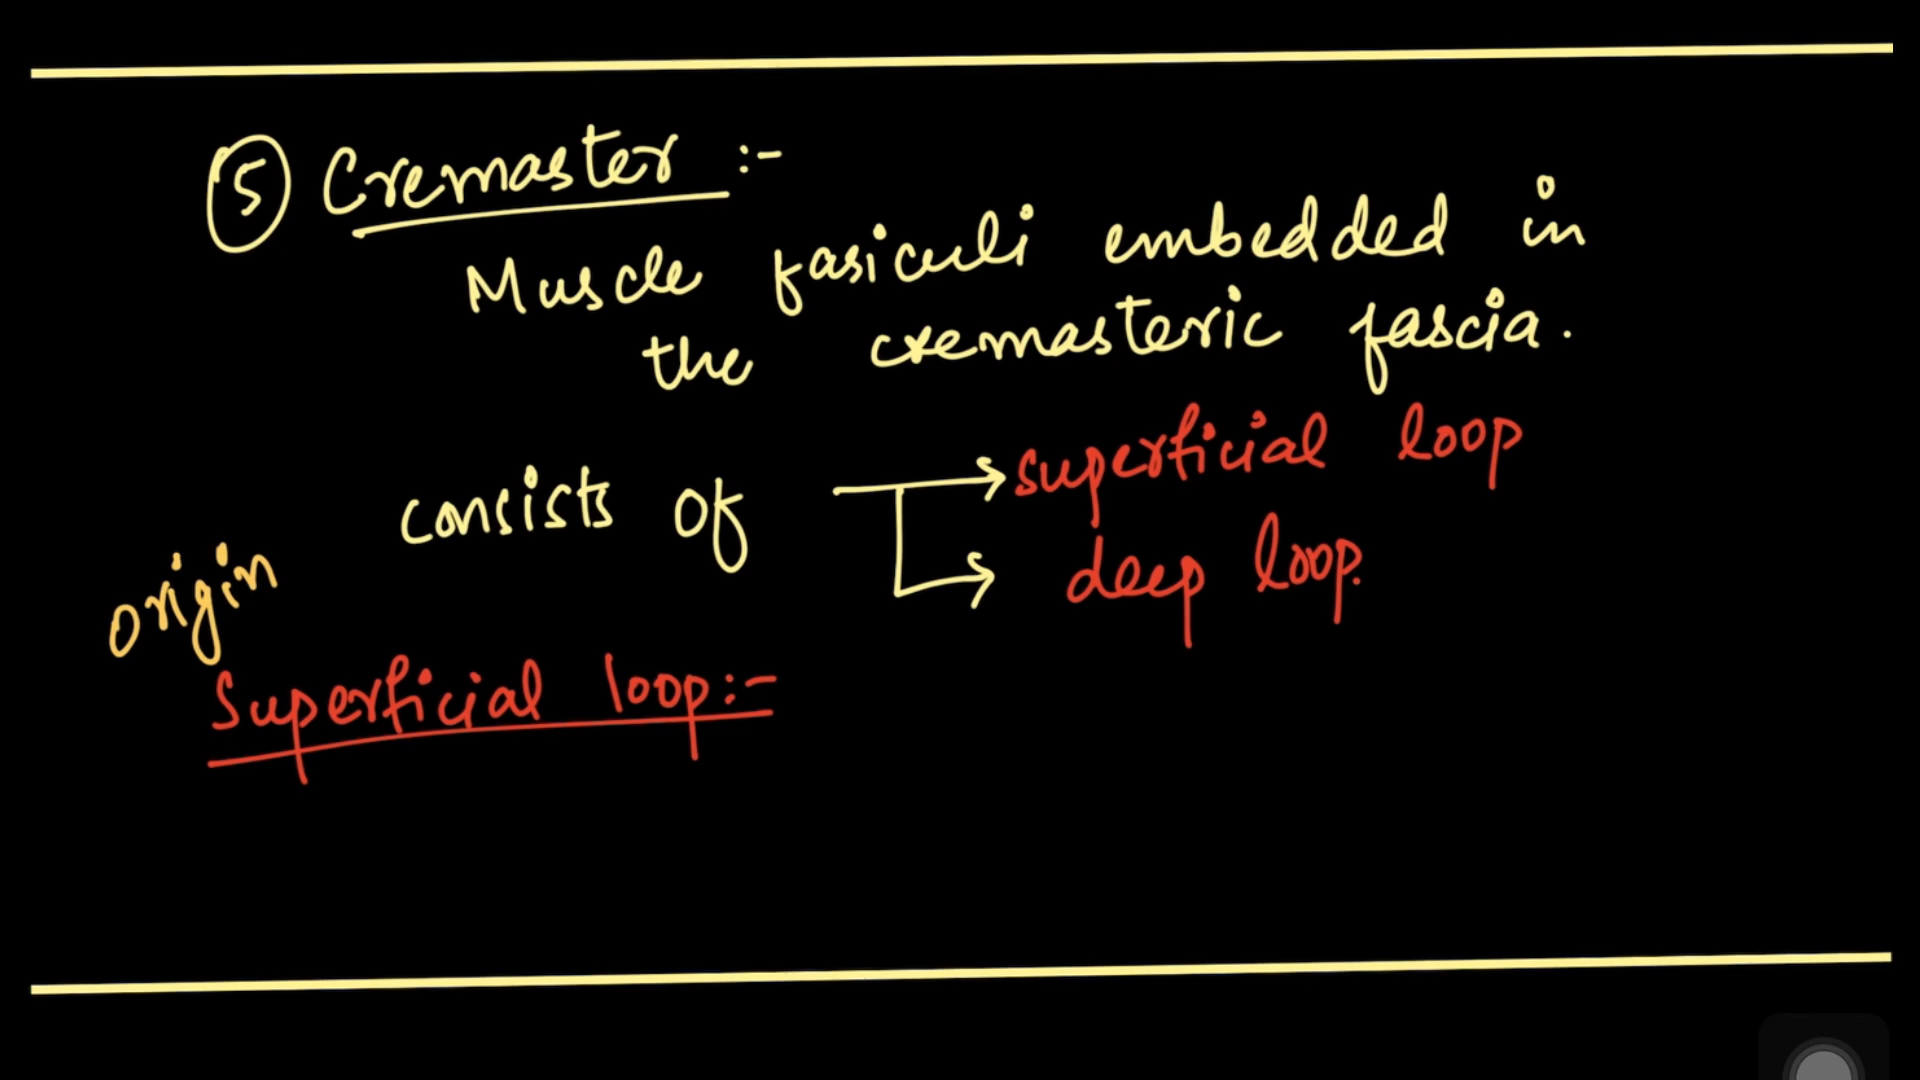 5 Cremaster :-
Muscle fasiculi embedded in
the cremasteric fascia.
consists of → superficial loop
→ deep loop.
origin
Superficial loop:-